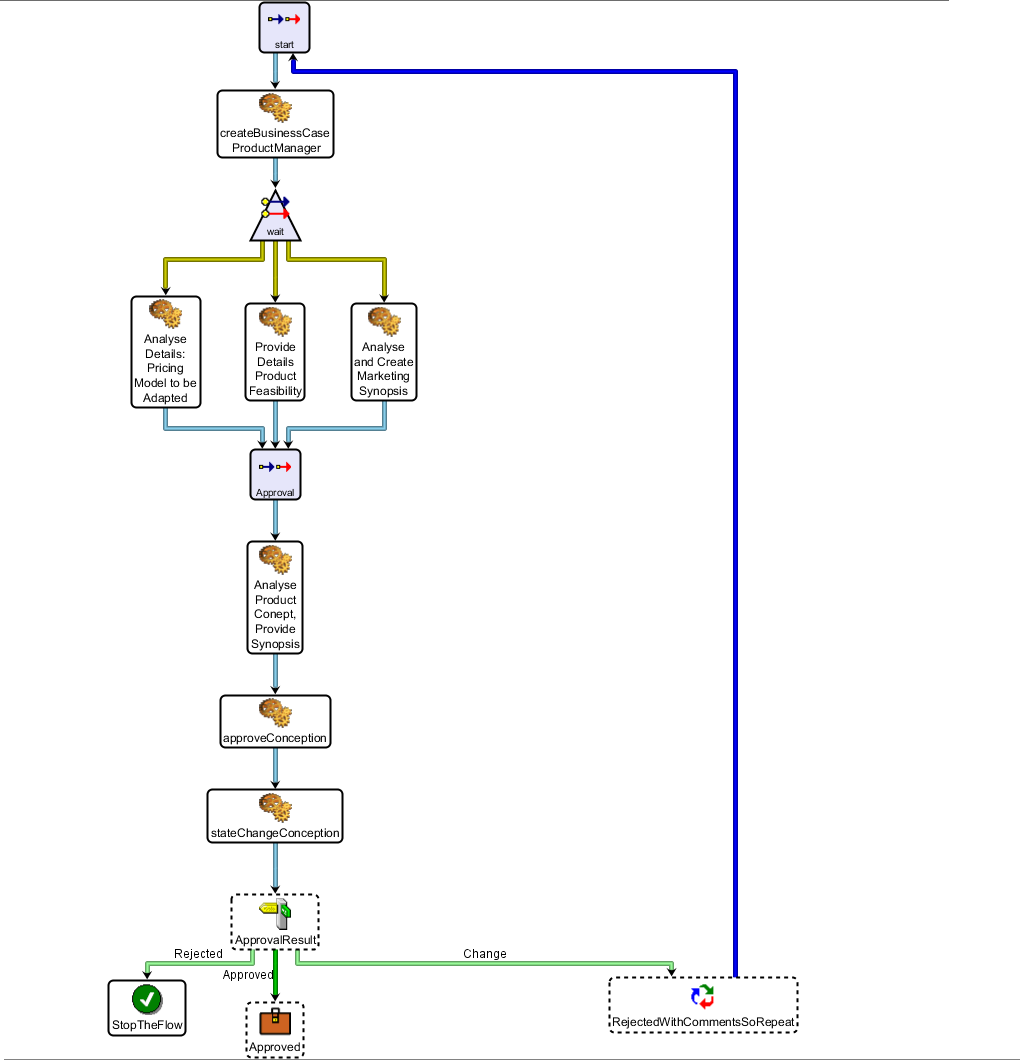 start
createBusinessCase
ProductManager
wait
Analyse
Details:
Pricing
Model to be
Adapted
Provide
Details
Product
Feasibility
Analyse
and Create
Marketing
Synopsis
Approval
Analyse
Product
Conept,
Provide
Synopsis
approveConception
stateChangeConception
ApprovalResult
Rejected
Approved
Change
StopTheFlow
Approved
RejectedWithCommentsSoRepeat